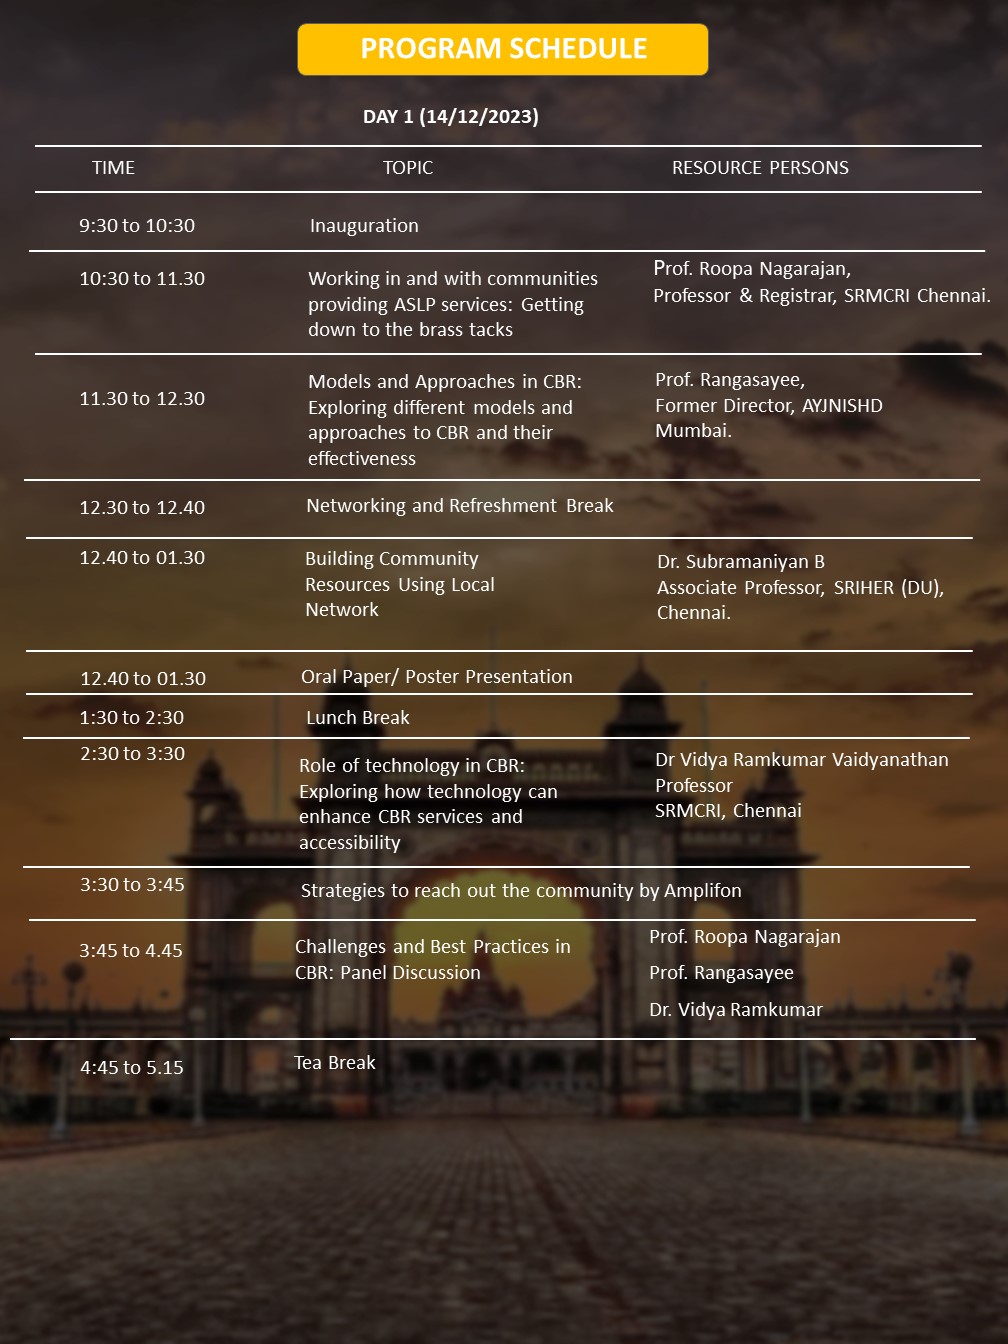 PROGRAM SCHEDULE
DAY 1 (14/12/2023)
TIME TOPIC RESOURCE PERSONS
9:30 to 10:30 Inauguration
10:30 to 11.30
Working in and with communities
providing ASLP services: Getting
down to the brass tacks
Prof. Roopa Nagarajan,
Professor & Registrar, SRMCRI Chennai.
11.30 to 12.30
Models and Approaches in CBR:
Exploring different models and
approaches to CBR and their
effectiveness
Prof. Rangasayee,
Former Director, AYJNISHD
Mumbai.
12.30 to 12.40 Networking and Refreshment Break
12.40 to 01.30
Building Community
Resources Using Local
Network
Dr. Subramaniyan B
Associate Professor, SRIHER (DU),
Chennai.
12.40 to 01.30 Oral Paper/ Poster Presentation
1:30 to 2:30 Lunch Break
2:30 to 3:30
Role of technology in CBR:
Exploring how technology can
enhance CBR services and
accessibility
Dr Vidya Ramkumar Vaidyanathan
Professor
SRMCRI, Chennai
3:30 to 3:45 Strategies to reach out the community by Amplifon
3:45 to 4.45
Challenges and Best Practices in
CBR: Panel Discussion
Prof. Roopa Nagarajan
Prof. Rangasayee
Dr. Vidya Ramkumar
4:45 to 5.15 Tea Break